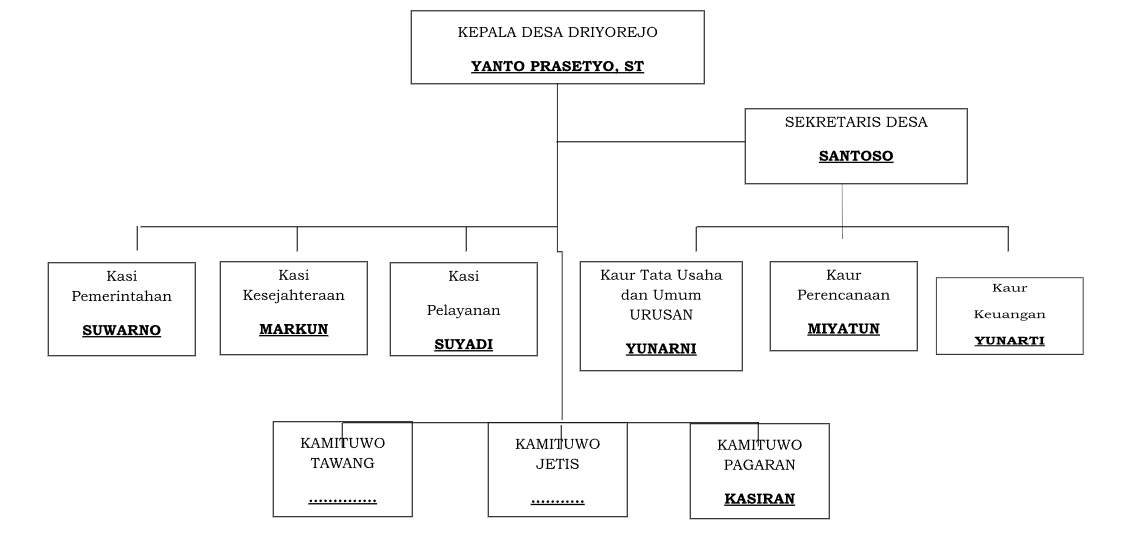 KEPALA DESA DRIYOREJO
YANTO PRASETYO, ST
SEKRETARIS DESA
SANTOSO
Kasi
Pemerintahan
SUWARNO
Kasi
Kesejahteraan
MARKUN
Kasi
Pelayanan
SUYADI
Kaur Tata Usaha
dan Umum
URUSAN
YUNARNI
Kaur
Perencanaan
MIYATUN
Kaur
Keuangan
YUNARTI
KAMITUWO
TAWANG
..............
KAMITUWO
JETIS
...........
KAMITUWO
PAGARAN
KASIRAN